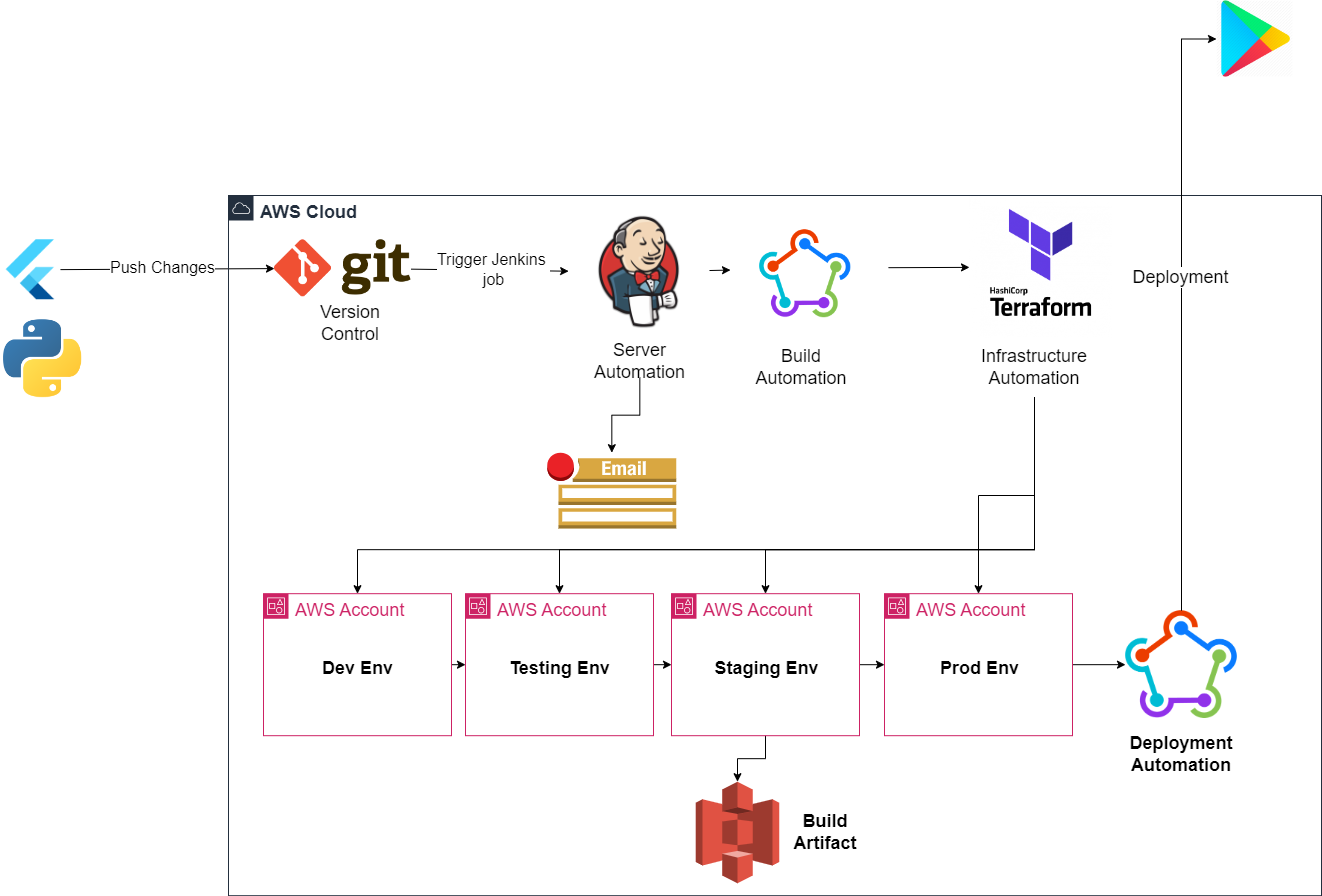 AWS Cloud
Push Changes
git
Version
Control
Trigger Jenkins
job
Server
Automation
Build
Automation
HashiCorp
Terraform
Infrastructure
Automation
Deployment
Email
AWS Account
Dev Env
AWS Account
Testing Env
AWS Account
Staging Env
AWS Account
Prod Env
Deployment
Automation
Build
Artifact